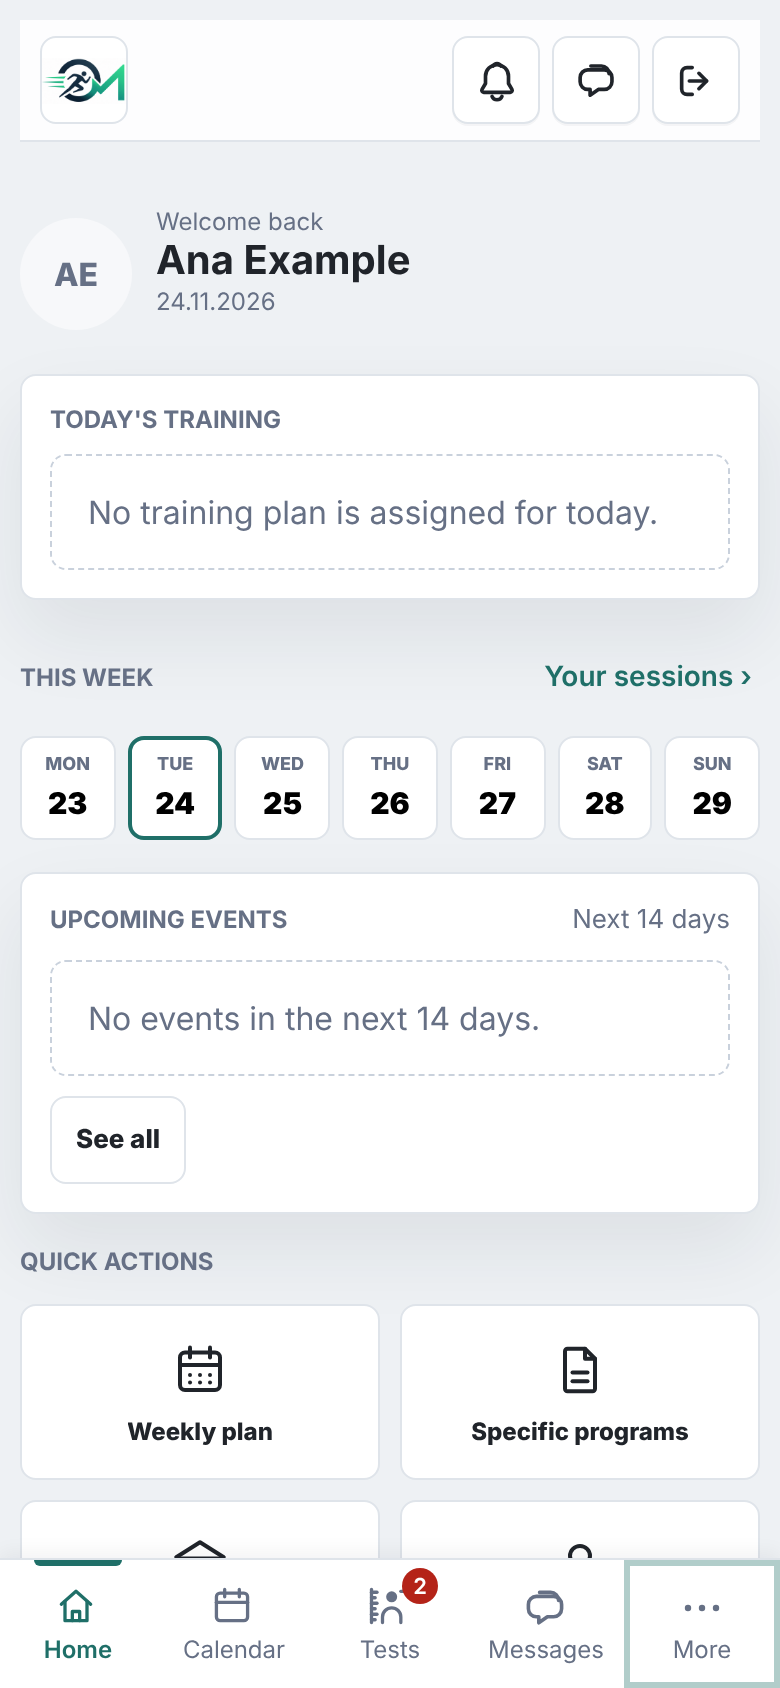 Welcome back
AE
Ana Example
24.11.2026
TODAY'S TRAINING
No training plan is assigned for today.
THIS WEEK
Your sessions ›
MON TUE WED THU FRI SAT SUN
23 24 25 26 27 28 29
UPCOMING EVENTS
Next 14 days
No events in the next 14 days.
See all
QUICK ACTIONS
Weekly plan
Specific programs
2
Home Calendar Tests Messages More